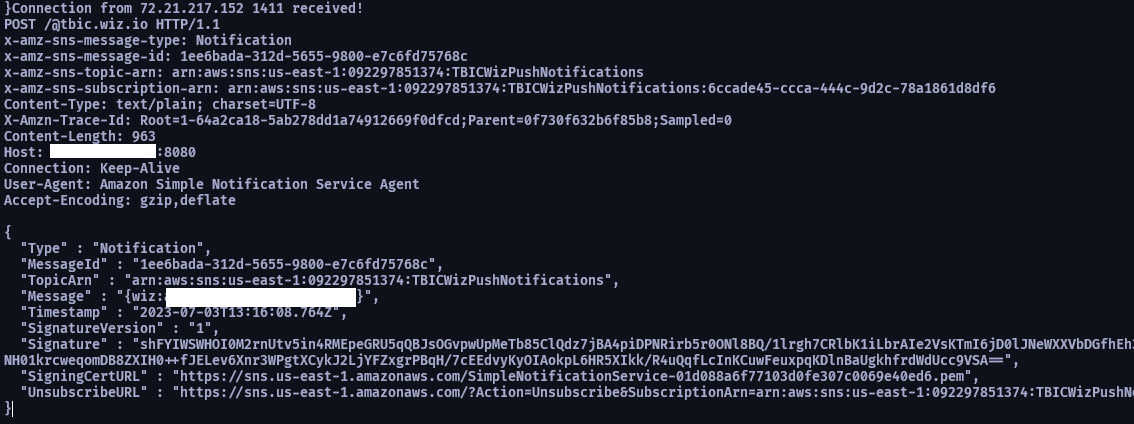 }Connection from 72.21.217.152 1411 received!
POST /@tbic.wiz.io HTTP/1.1
x-amz-sns-message-type: Notification
x-amz-sns-message-id: 1ee6bada-312d-5655-9800-e7c6fd75768c
x-amz-sns-topic-arn: arn:aws:sns:us-east-1:092297851374:TBICWizPushNotifications
x-amz-sns-subscription-arn: arn:aws:sns:us-east-1:092297851374:TBICWizPushNotifications:6ccade45-ccca-444c-9d2c-78a1861d8df6
Content-Type: text/plain; charset=UTF-8
X-Amzn-Trace-Id: Root=1-64a2ca18-5ab278dd1a74912669f0dfcd;Parent=0f730f632b6f85b8;Sampled=0
Content-Length: 963
Host: :8080
Connection: Keep-Alive
User-Agent: Amazon Simple Notification Service Agent
Accept-Encoding: gzip,deflate
{
"Type" : "Notification",
"MessageId" : "1ee6bada-312d-5655-9800-e7c6fd75768c",
"TopicArn" : "arn:aws:sns:us-east-1:092297851374:TBICWizPushNotifications",
"Message" : "{wiz: }",
"Timestamp" : "2023-07-03T13:16:08.764Z",
"SignatureVersion" : "1",
"Signature" : "shFYIWSWHOI0M2rnUtv5in4RMEpeGRU5qQBJsOGvpwUpMeTb85ClQdz7jBA4piDPNRirb5r0ONl8BQ/1lrgh7CRlbK1iLbrAIe2VsKTmI6jD0lJNeWXXVbDGfhEh
NH01krcweqomDB8ZXIH0++fJELev6Xnr3WPgtXCykJ2LjYFZxgrPBqH/7cEEdvyKyOIAokpL6HR5XIkk/R4uQqfLcInKCuwFeuxpqKDlnBaUgkhfrdWdUcc9VSA==",
"SigningCertURL" : "https://sns.us-east-1.amazonaws.com/SimpleNotificationService-01d088a6f77103d0fe307c0069e40ed6.pem",
"UnsubscribeURL" : "https://sns.us-east-1.amazonaws.com/?Action=Unsubscribe&SubscriptionArn=arn:aws:sns:us-east-1:092297851374:TBICWizPushN
}